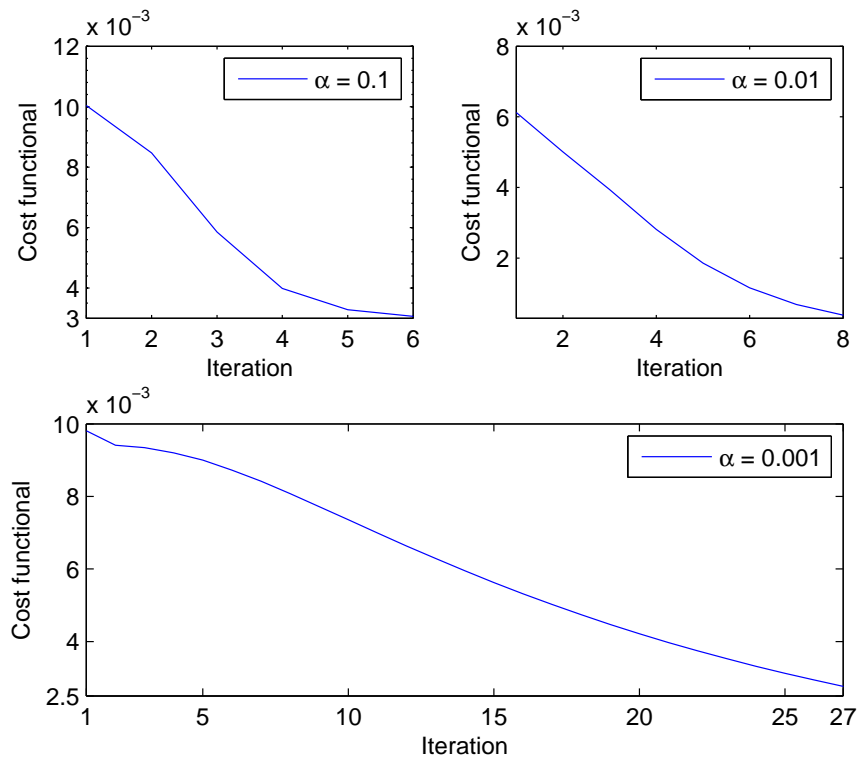 x 10⁻³
12
10
8
6
4
3
Cost functional
1 2 3 4 5 6
Iteration
α = 0.1
x 10⁻³
8
6
4
2
Cost functional
2 4 6 8
Iteration
α = 0.01
x 10⁻³
10
8
6
4
2.5
Cost functional
1 5 10 15 20 25 27
Iteration
α = 0.001